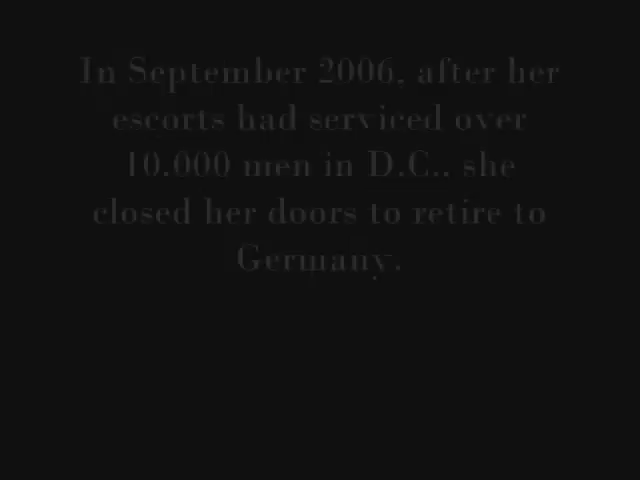 In September 2006, after her
escorts had serviced over
10,000 men in D.C., she
closed her doors to retire to
Germany.